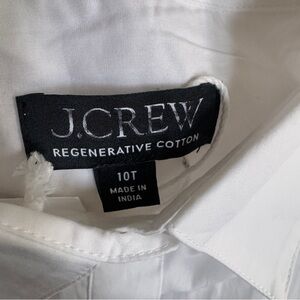 J.CREW
REGENERATIVE COTTON
10T
MADE IN
INDIA